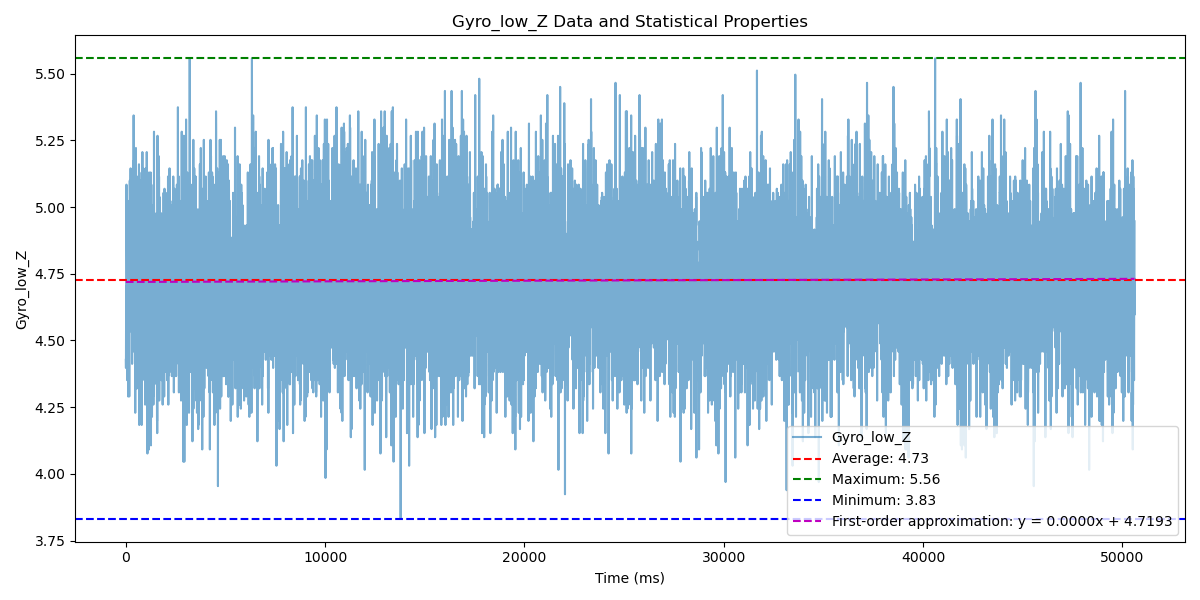 Gyro_low_Z Data and Statistical Properties
5.50
5.25
5.00
4.75
4.50
4.25
4.00
3.75
Gyro_low_Z
Gyro_low_Z
Average: 4.73
Maximum: 5.56
Minimum: 3.83
First-order approximation: y = 0.0000x + 4.7193
0 10000 20000 30000 40000 50000
Time (ms)